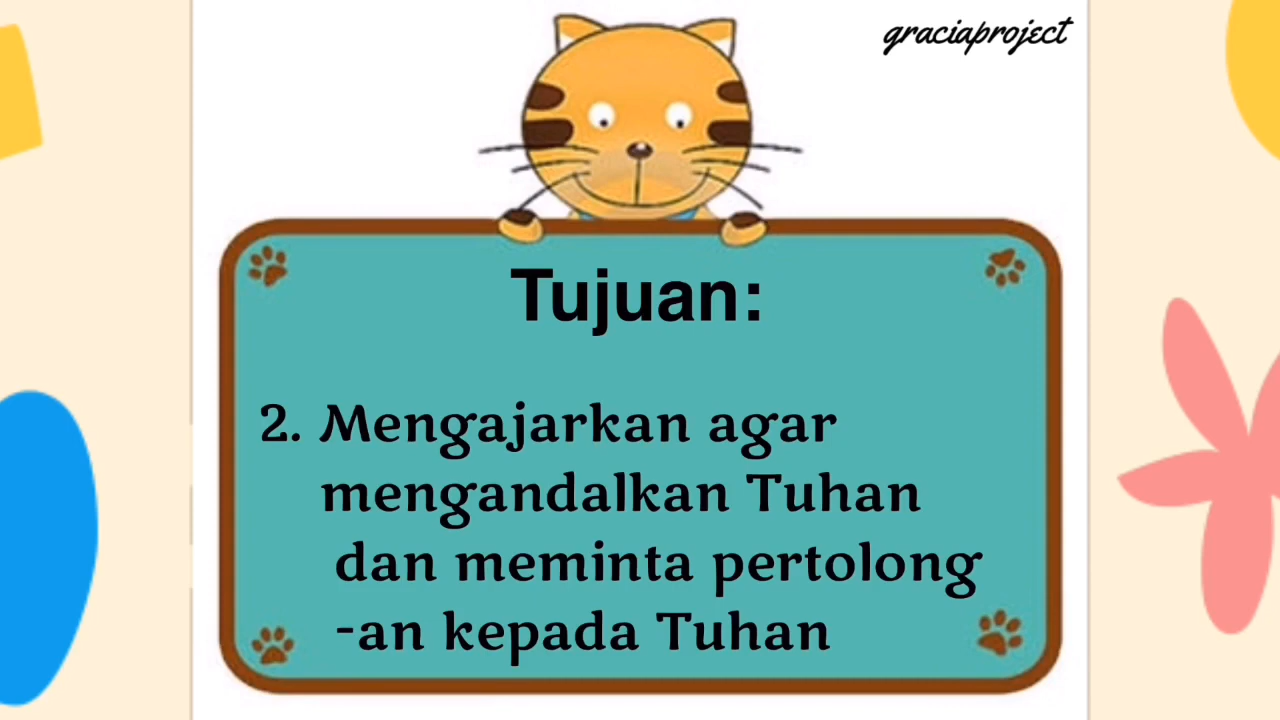 graciaproject
Tujuan:
2. Mengajarkan agar
mengandalkan Tuhan
dan meminta pertolong
-an kepada Tuhan